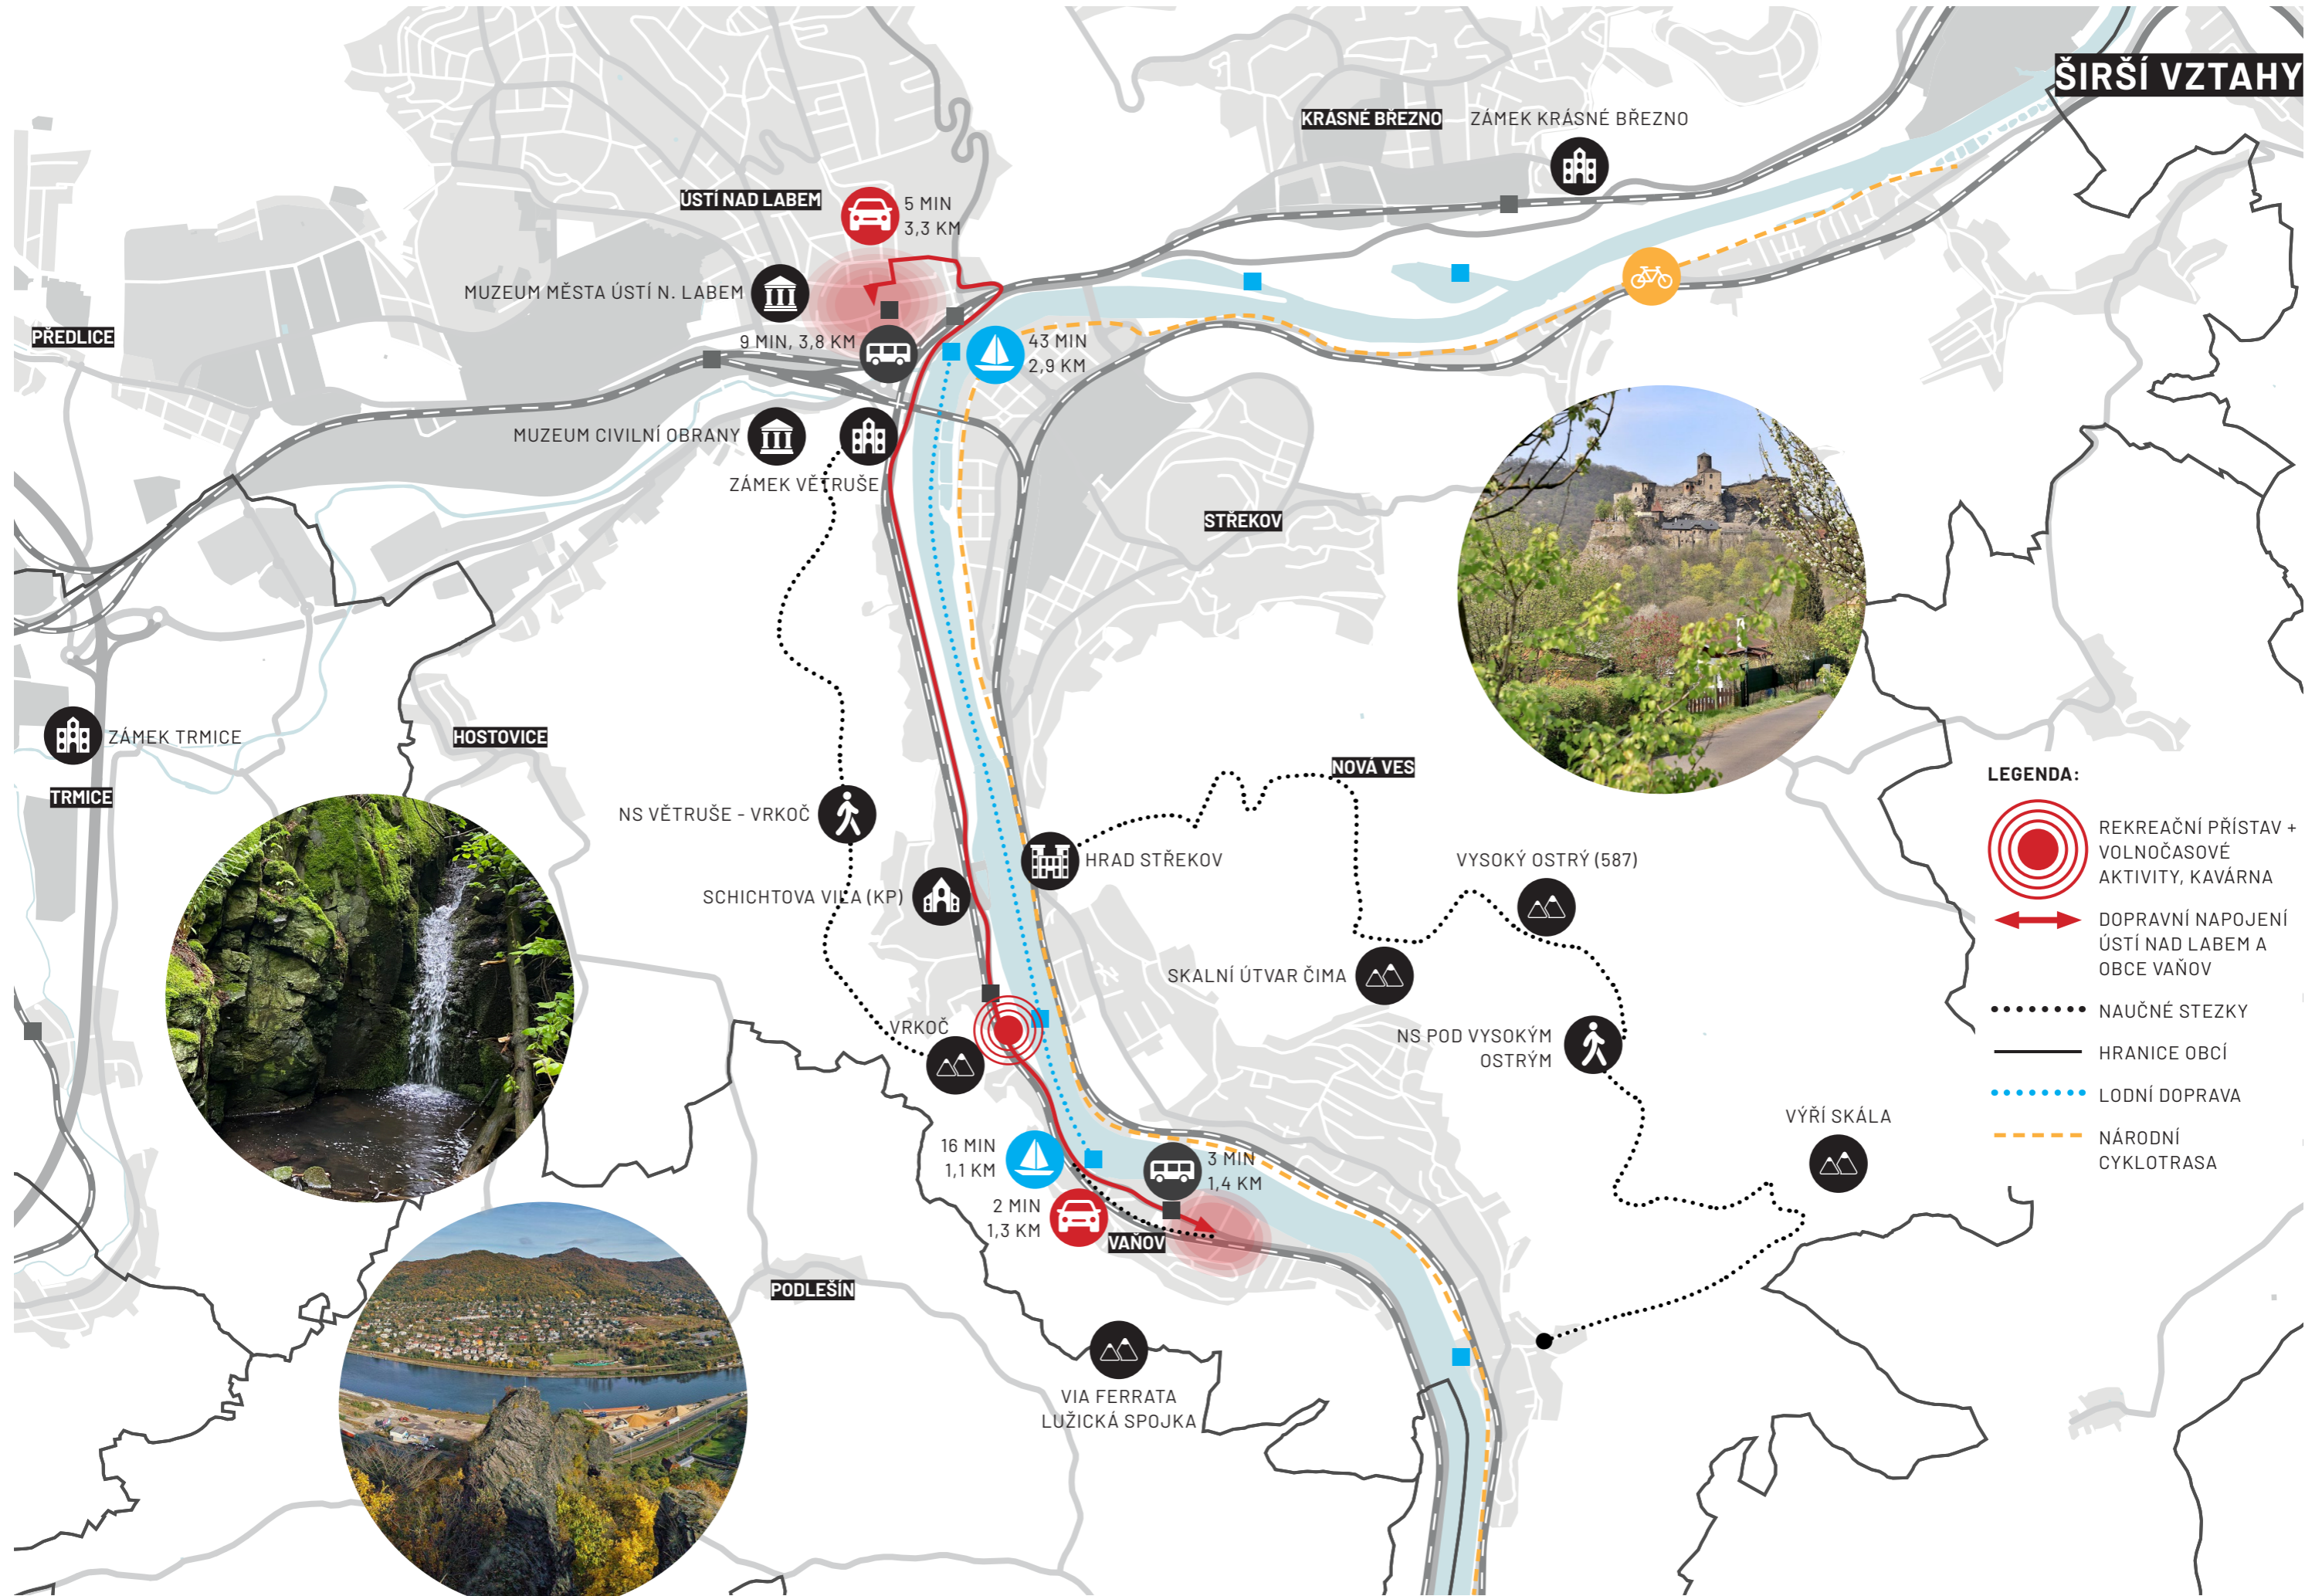 ŠIRŠÍ VZTAHY
KRÁSNÉ BŘEZNO
ZÁMEK KRÁSNÉ BŘEZNO
ÚSTÍ NAD LABEM
5 MIN
3,3 KM
MUZEUM MĚSTA ÚSTÍ N. LABEM
PŘEDLICE
9 MIN, 3,8 KM
43 MIN
2,9 KM
MUZEUM CIVILNÍ OBRANY
ZÁMEK VĚTRUŠE
STŘEKOV
ZÁMEK TRMICE
HOSTOVICE
TRMICE
NOVÁ VES
NS VĚTRUŠE - VRKOČ
HRAD STŘEKOV
VYSOKÝ OSTRÝ (587)
SCHICHTOVA VILA (KP)
SKALNÍ ÚTVAR ČIMA
VRKOČ
NS POD VYSOKÝM
OSTRÝM
VÝŘÍ SKÁLA
16 MIN
1,1 KM
3 MIN
1,4 KM
2 MIN
1,3 KM
VAŇOV
PODLEŠÍN
VIA FERRATA
LUŽICKÁ SPOJKA
LEGENDA:
REKREAČNÍ PŘÍSTAV +
VOLNOČASOVÉ
AKTIVITY, KAVÁRNA
DOPRAVNÍ NAPOJENÍ
ÚSTÍ NAD LABEM A
OBCE VAŇOV
NAUČNÉ STEZKY
HRANICE OBCÍ
LODNÍ DOPRAVA
NÁRODNÍ
CYKLOTRASA